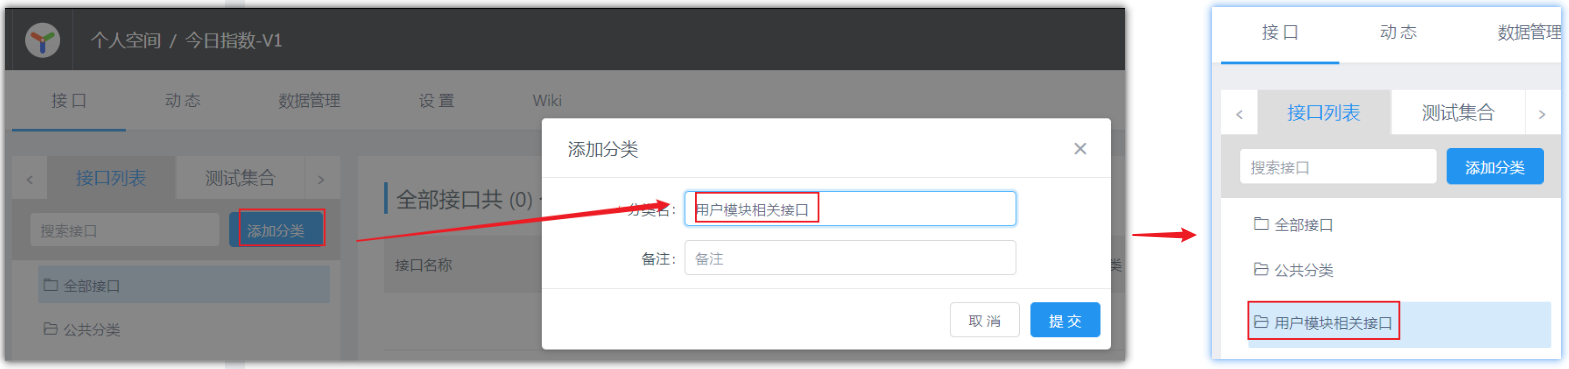 个人空间 / 今日指数-V1
接 口 动 态 数据管理 设 置 Wiki
< 接口列表 测试集合 >
搜索接口 添加分类
全部接口
公共分类
全部接口共 (0)
接口名称
添加分类 ×
分类名: 用户模块相关接口
备注: 备注
取 消 提 交
类
接 口 动 态 数据管理
< 接口列表 测试集合 >
搜索接口 添加分类
全部接口
公共分类
用户模块相关接口